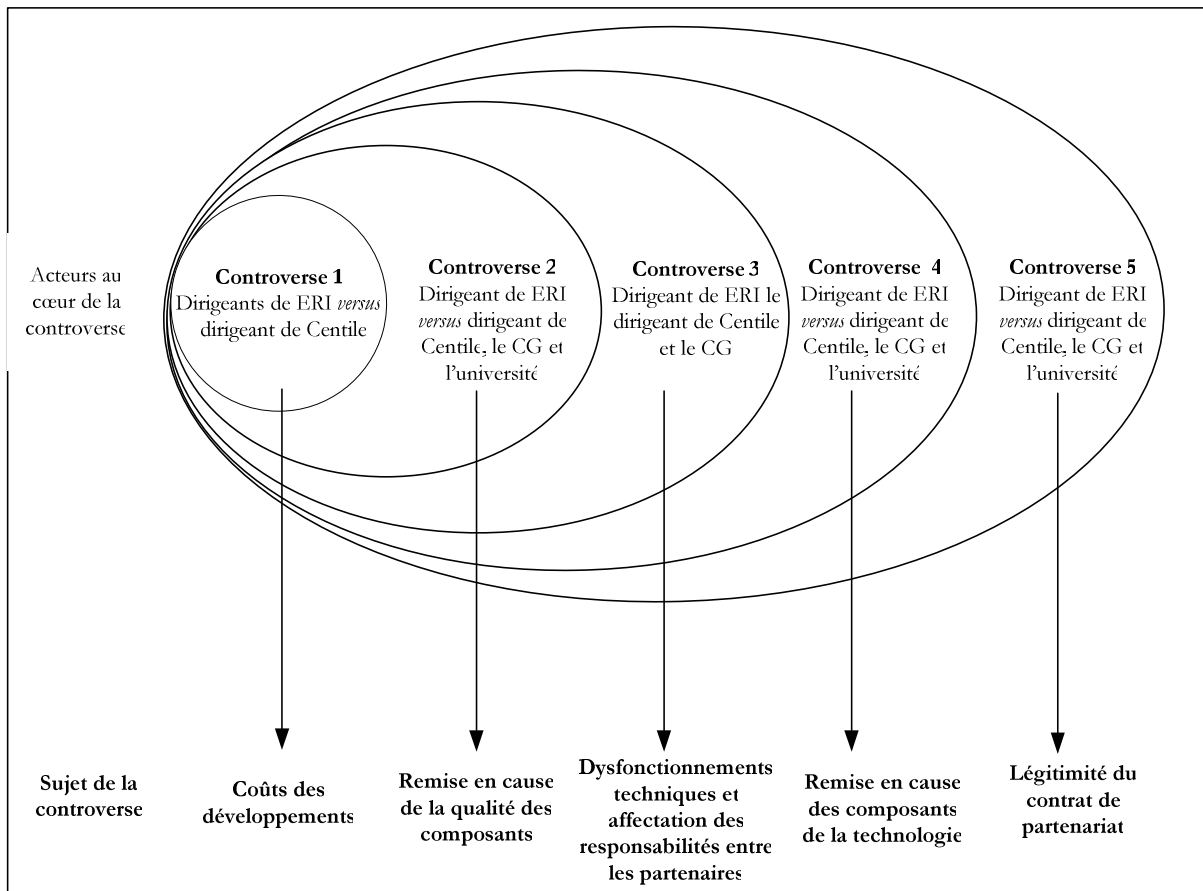 Acteurs au
cœur de la
controverse
Controverse 1
Dirigeants de ERI versus
dirigeant de Centile
Controverse 2
Dirigeant de ERI
versus dirigeant de
Centile, le CG et
l'université
Controverse 3
Dirigeant de ERI le
dirigeant de Centile
et le CG
Controverse 4
Dirigeant de ERI
versus dirigeant de
Centile, le CG et
l'université
Controverse 5
Dirigeant de ERI
versus dirigeant de
Centile, le CG et
l'université
Sujet de la
controverse
Coûts des
développements
Remise en cause
de la qualité des
composants
Dysfonctionnements
techniques et
affectation des
responsabilités entre
les partenaires
Remise en cause
des composants
de la technologie
Légitimité du
contrat de
partenariat